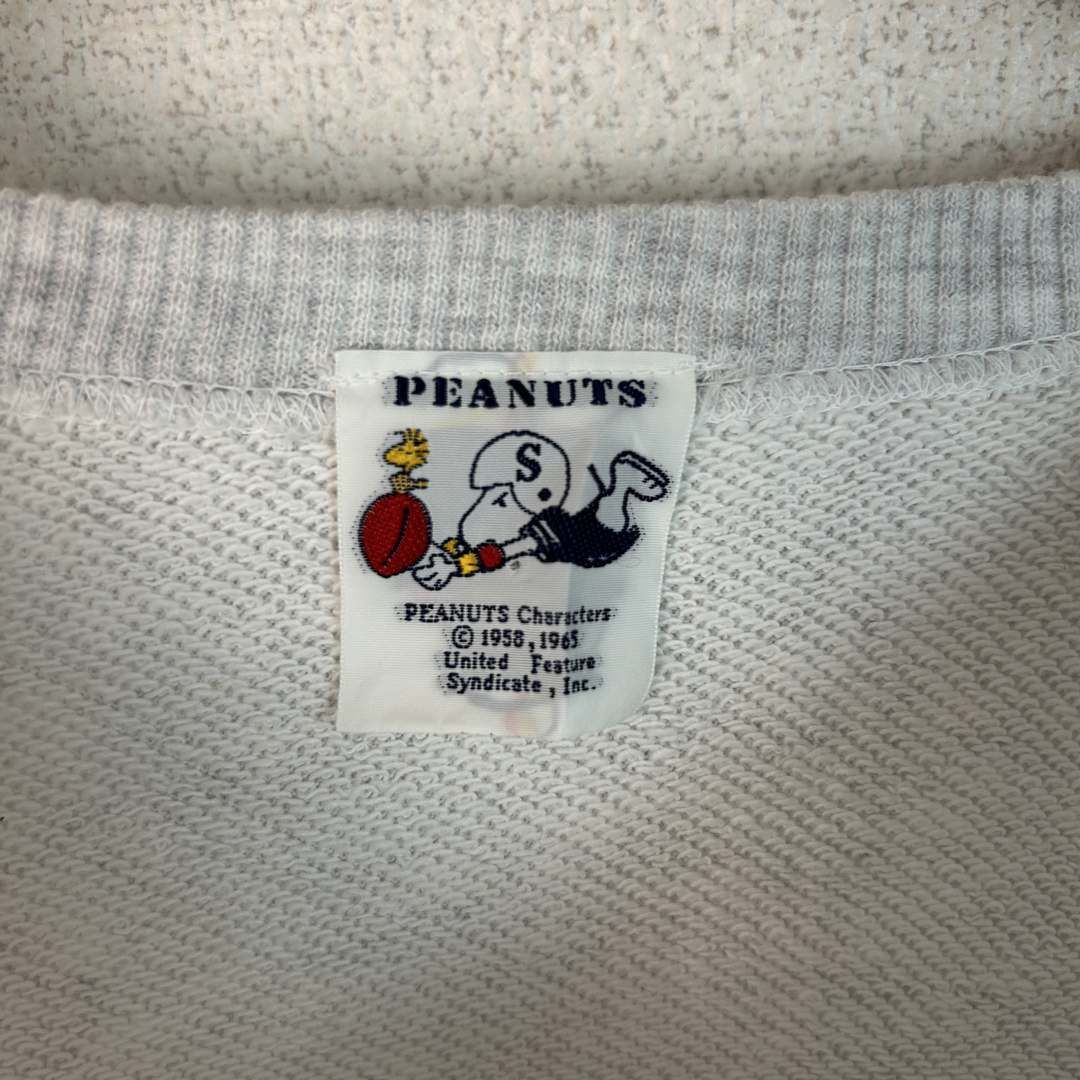 PEANUTS
S
®
PEANUTS Characters
© 1958, 1965
United Feature
Syndicate, Inc.